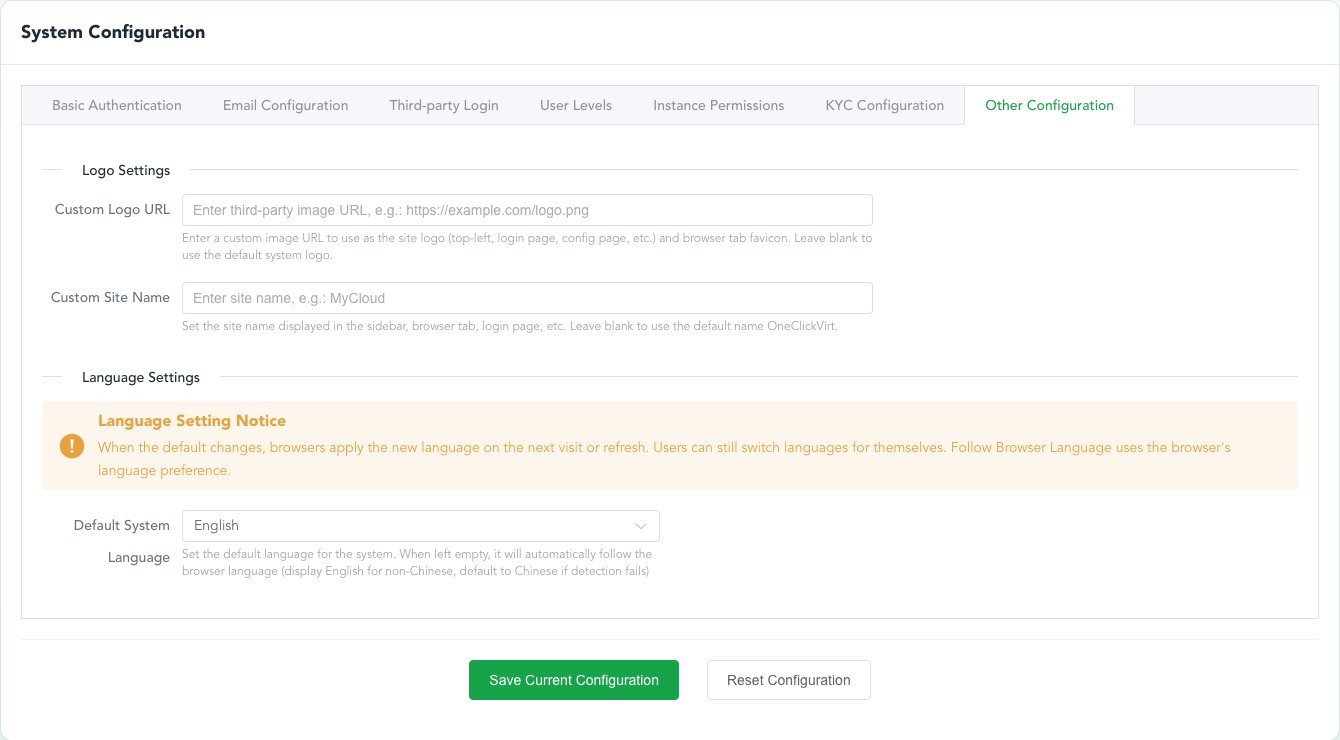 System Configuration
Basic Authentication
Email Configuration
Third-party Login
User Levels
Instance Permissions
KYC Configuration
Other Configuration
Logo Settings
Custom Logo URL
Enter third-party image URL, e.g.: https://example.com/logo.png
Enter a custom image URL to use as the site logo (top-left, login page, config page, etc.) and browser tab favicon. Leave blank to
use the default system logo.
Custom Site Name
Enter site name, e.g.: MyCloud
Set the site name displayed in the sidebar, browser tab, login page, etc. Leave blank to use the default name OneClickVirt.
Language Settings
Language Setting Notice
When the default changes, browsers apply the new language on the next visit or refresh. Users can still switch languages for themselves. Follow Browser Language uses the browser's
language preference.
Default System
Language
English
Set the default language for the system. When left empty, it will automatically follow the
browser language (display English for non-Chinese, default to Chinese if detection fails)
Save Current Configuration
Reset Configuration